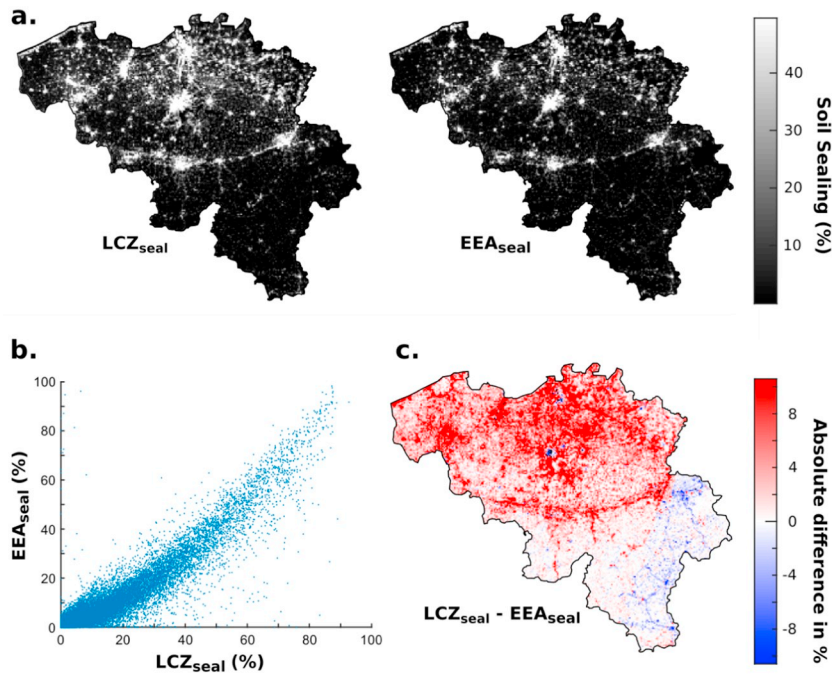 a.
LCZseal
EEAseal
40
30
20
10
Soil Sealing (%)
b.
100
80
60
40
20
0
EEAseal (%)
0 20 40 60 80 100
LCZseal (%)
c.
LCZseal - EEAseal
8
4
0
-4
-8
Absolute difference in %